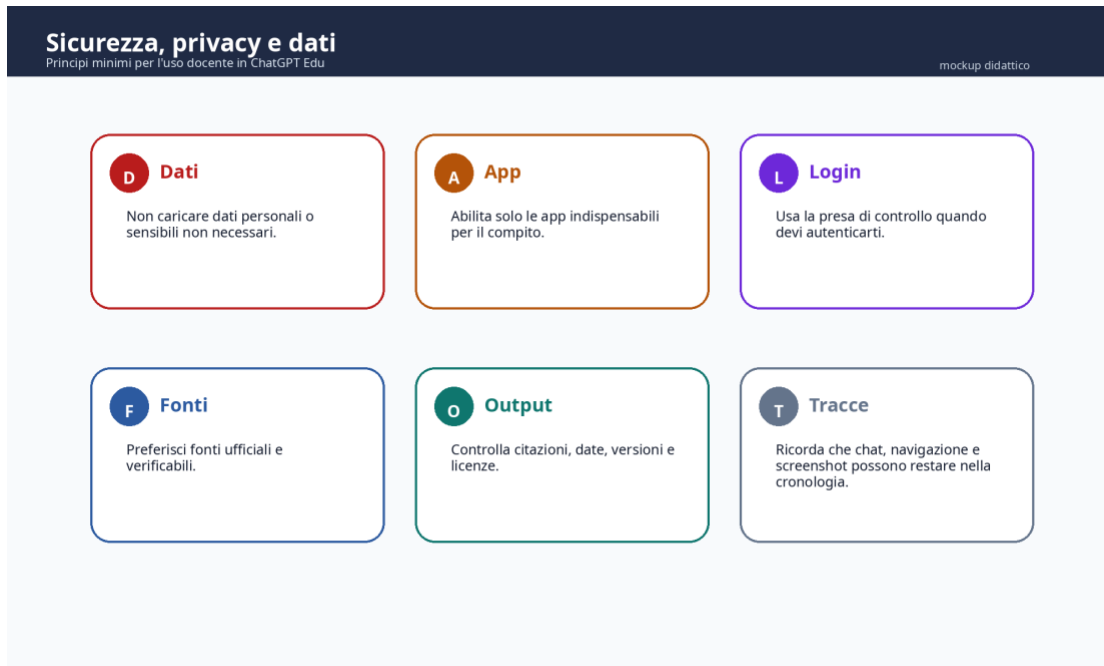 Sicurezza, privacy e dati
Principi minimi per l'uso docente in ChatGPT Edu
mockup didattico
D
Dati
Non caricare dati personali o
sensibili non necessari.
A
App
Abilita solo le app indispensabili
per il compito.
L
Login
Usa la presa di controllo quando
devi autenticarti.
F
Fonti
Preferisci fonti ufficiali e
verificabili.
O
Output
Controlla citazioni, date, versioni e
licenze.
T
Tracce
Ricorda che chat, navigazione e
screenshot possono restare nella
cronologia.